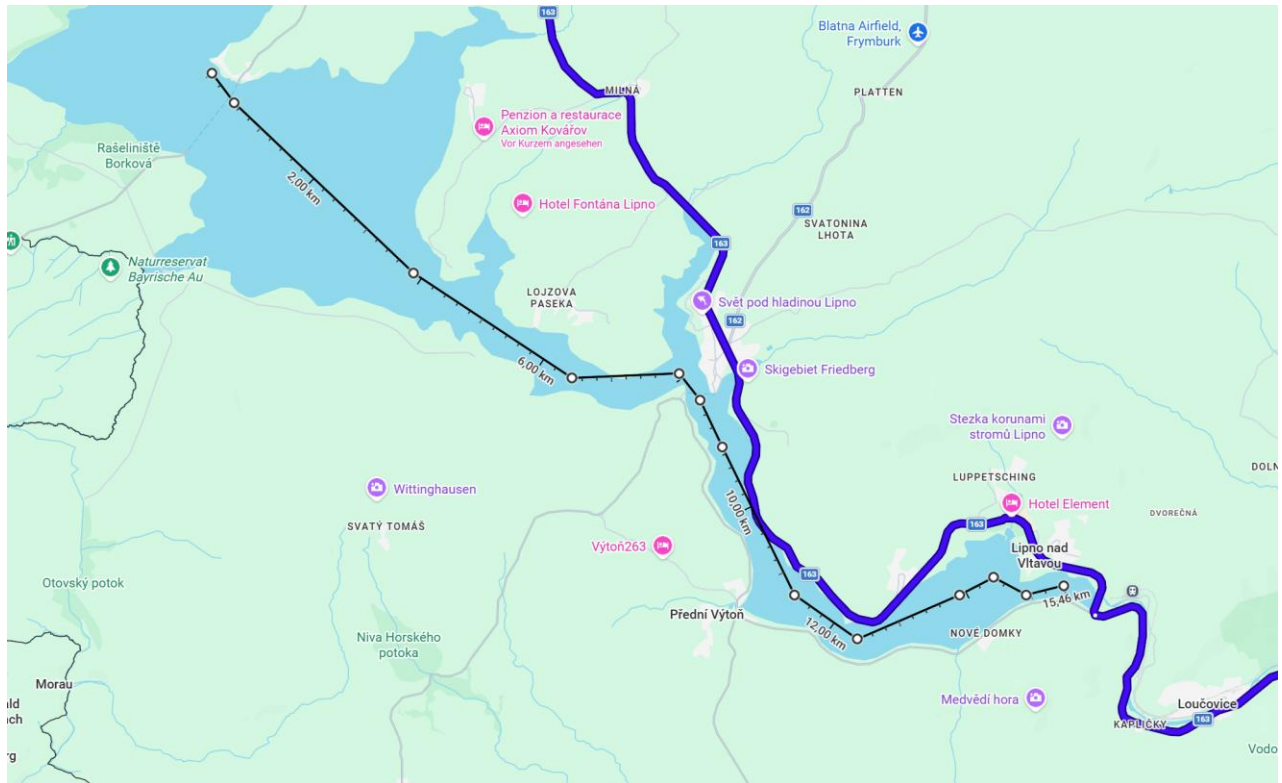 163
Blatna Airfield,
Frymburk
MILNÁ
PLATTEN
Penzion a restaurace
Axiom Kovářov
Vor Kurzem angesehen
Rašeliniště
Borková
2,00 km
Hotel Fontána Lipno
162
SVATONINA
LHOTA
163
Naturreservat
Bayrische Au
LOJZOVA
PASEKA
Svět pod hladinou Lipno
162
6,00 km
Skigebiet Friedberg
Stezka korunami
stromů Lipno
DOLN
LUPPETSCHING
Wittinghausen
10,00 km
Hotel Element
DVOREČNÁ
SVATÝ TOMÁŠ
163
Výtoň263
Lipno nad
Vltavou
163
Otovský potok
15,46 km
Přední Výtoň
12,00 km
NOVÉ DOMKY
Niva Horského
potoka
Morau
Medvědí hora
ald
ach
Loučovice
163
KAPLIČKY
rg
Vodo